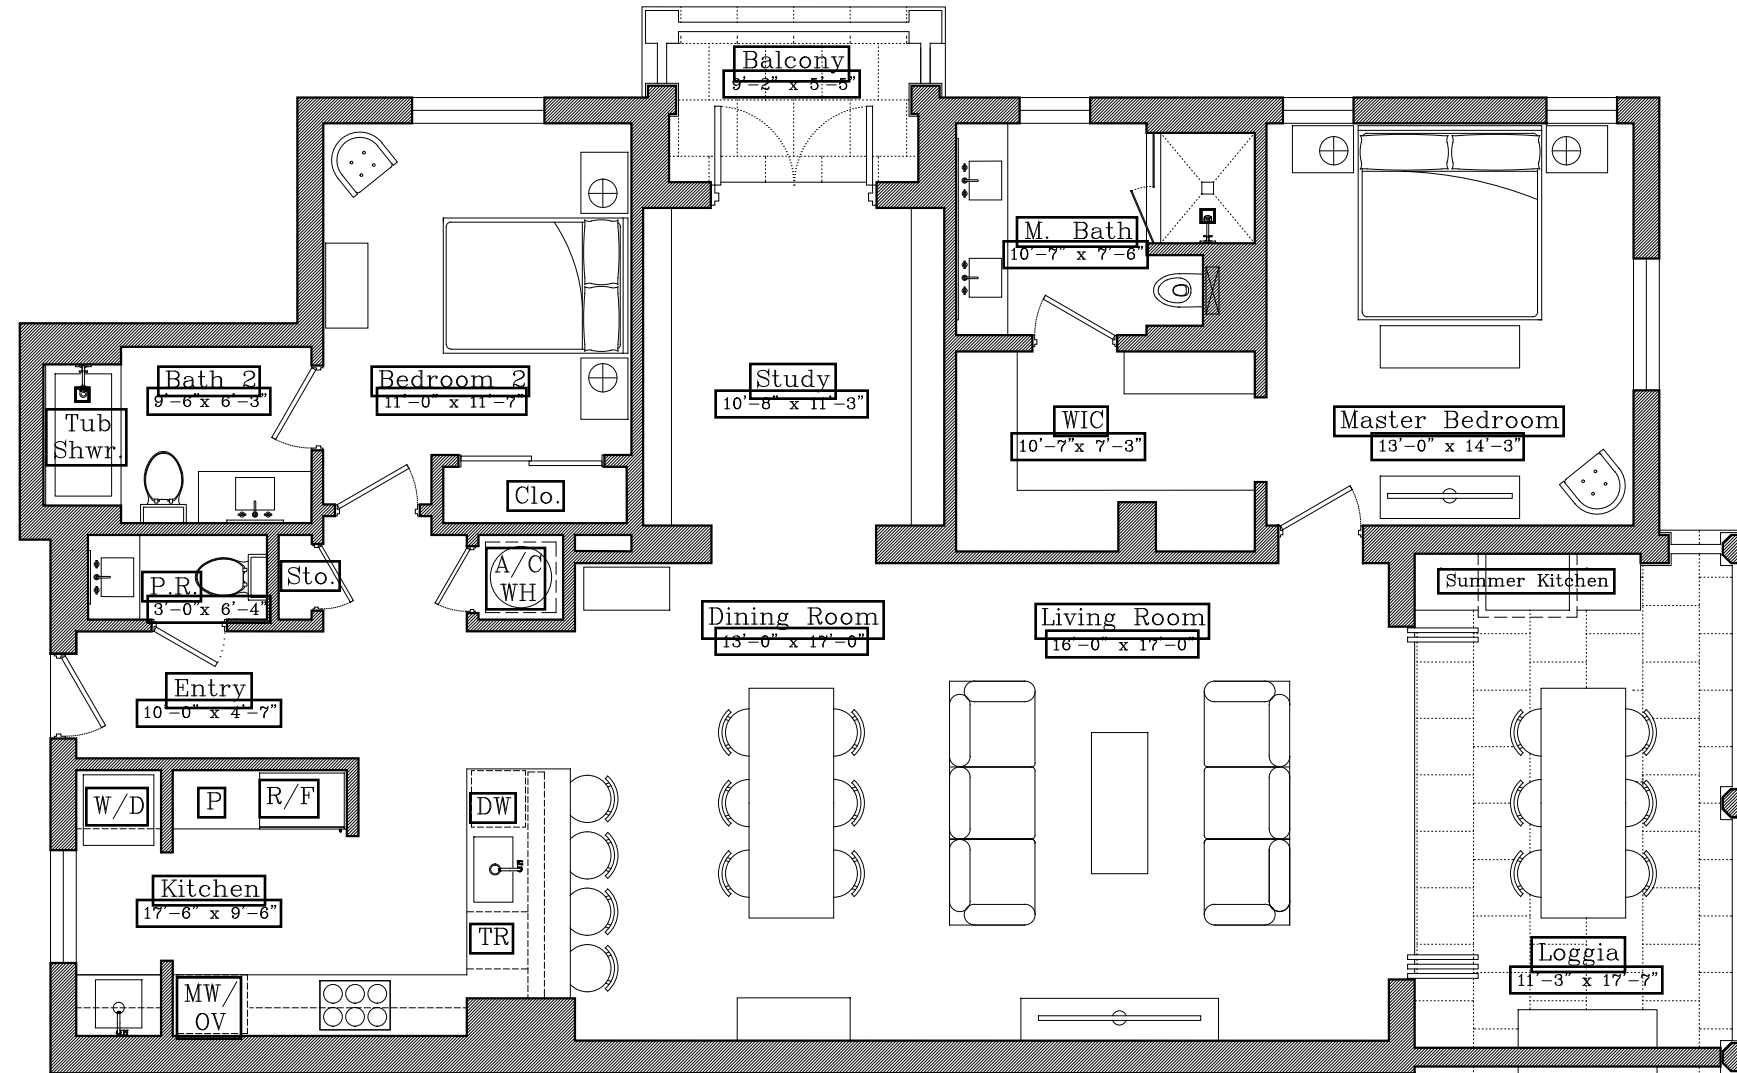 Balcony
9'-2" x 5'-5"
M. Bath
10'-7" x 7'-6"
Bath 2
9'-6"x 6'-3"
Bedroom 2
11'-0" x 11'-7"
Study
10'-8" x 11'-3"
WIC
10'-7"x 7'-3"
Master Bedroom
13'-0" x 14'-3"
Tub
Shwr.
Clo.
P.R.
3'-0"x 6'-4"
Sto.
A/C
WH
Summer Kitchen
Dining Room
13'-0" x 17'-0"
Living Room
16'-0" x 17'-0"
Entry
10'-0" x 4'-7"
W/D
P
R/F
DW
Kitchen
17'-6" x 9'-6"
TR
Loggia
11'-3" x 17'-7"
MW/
OV